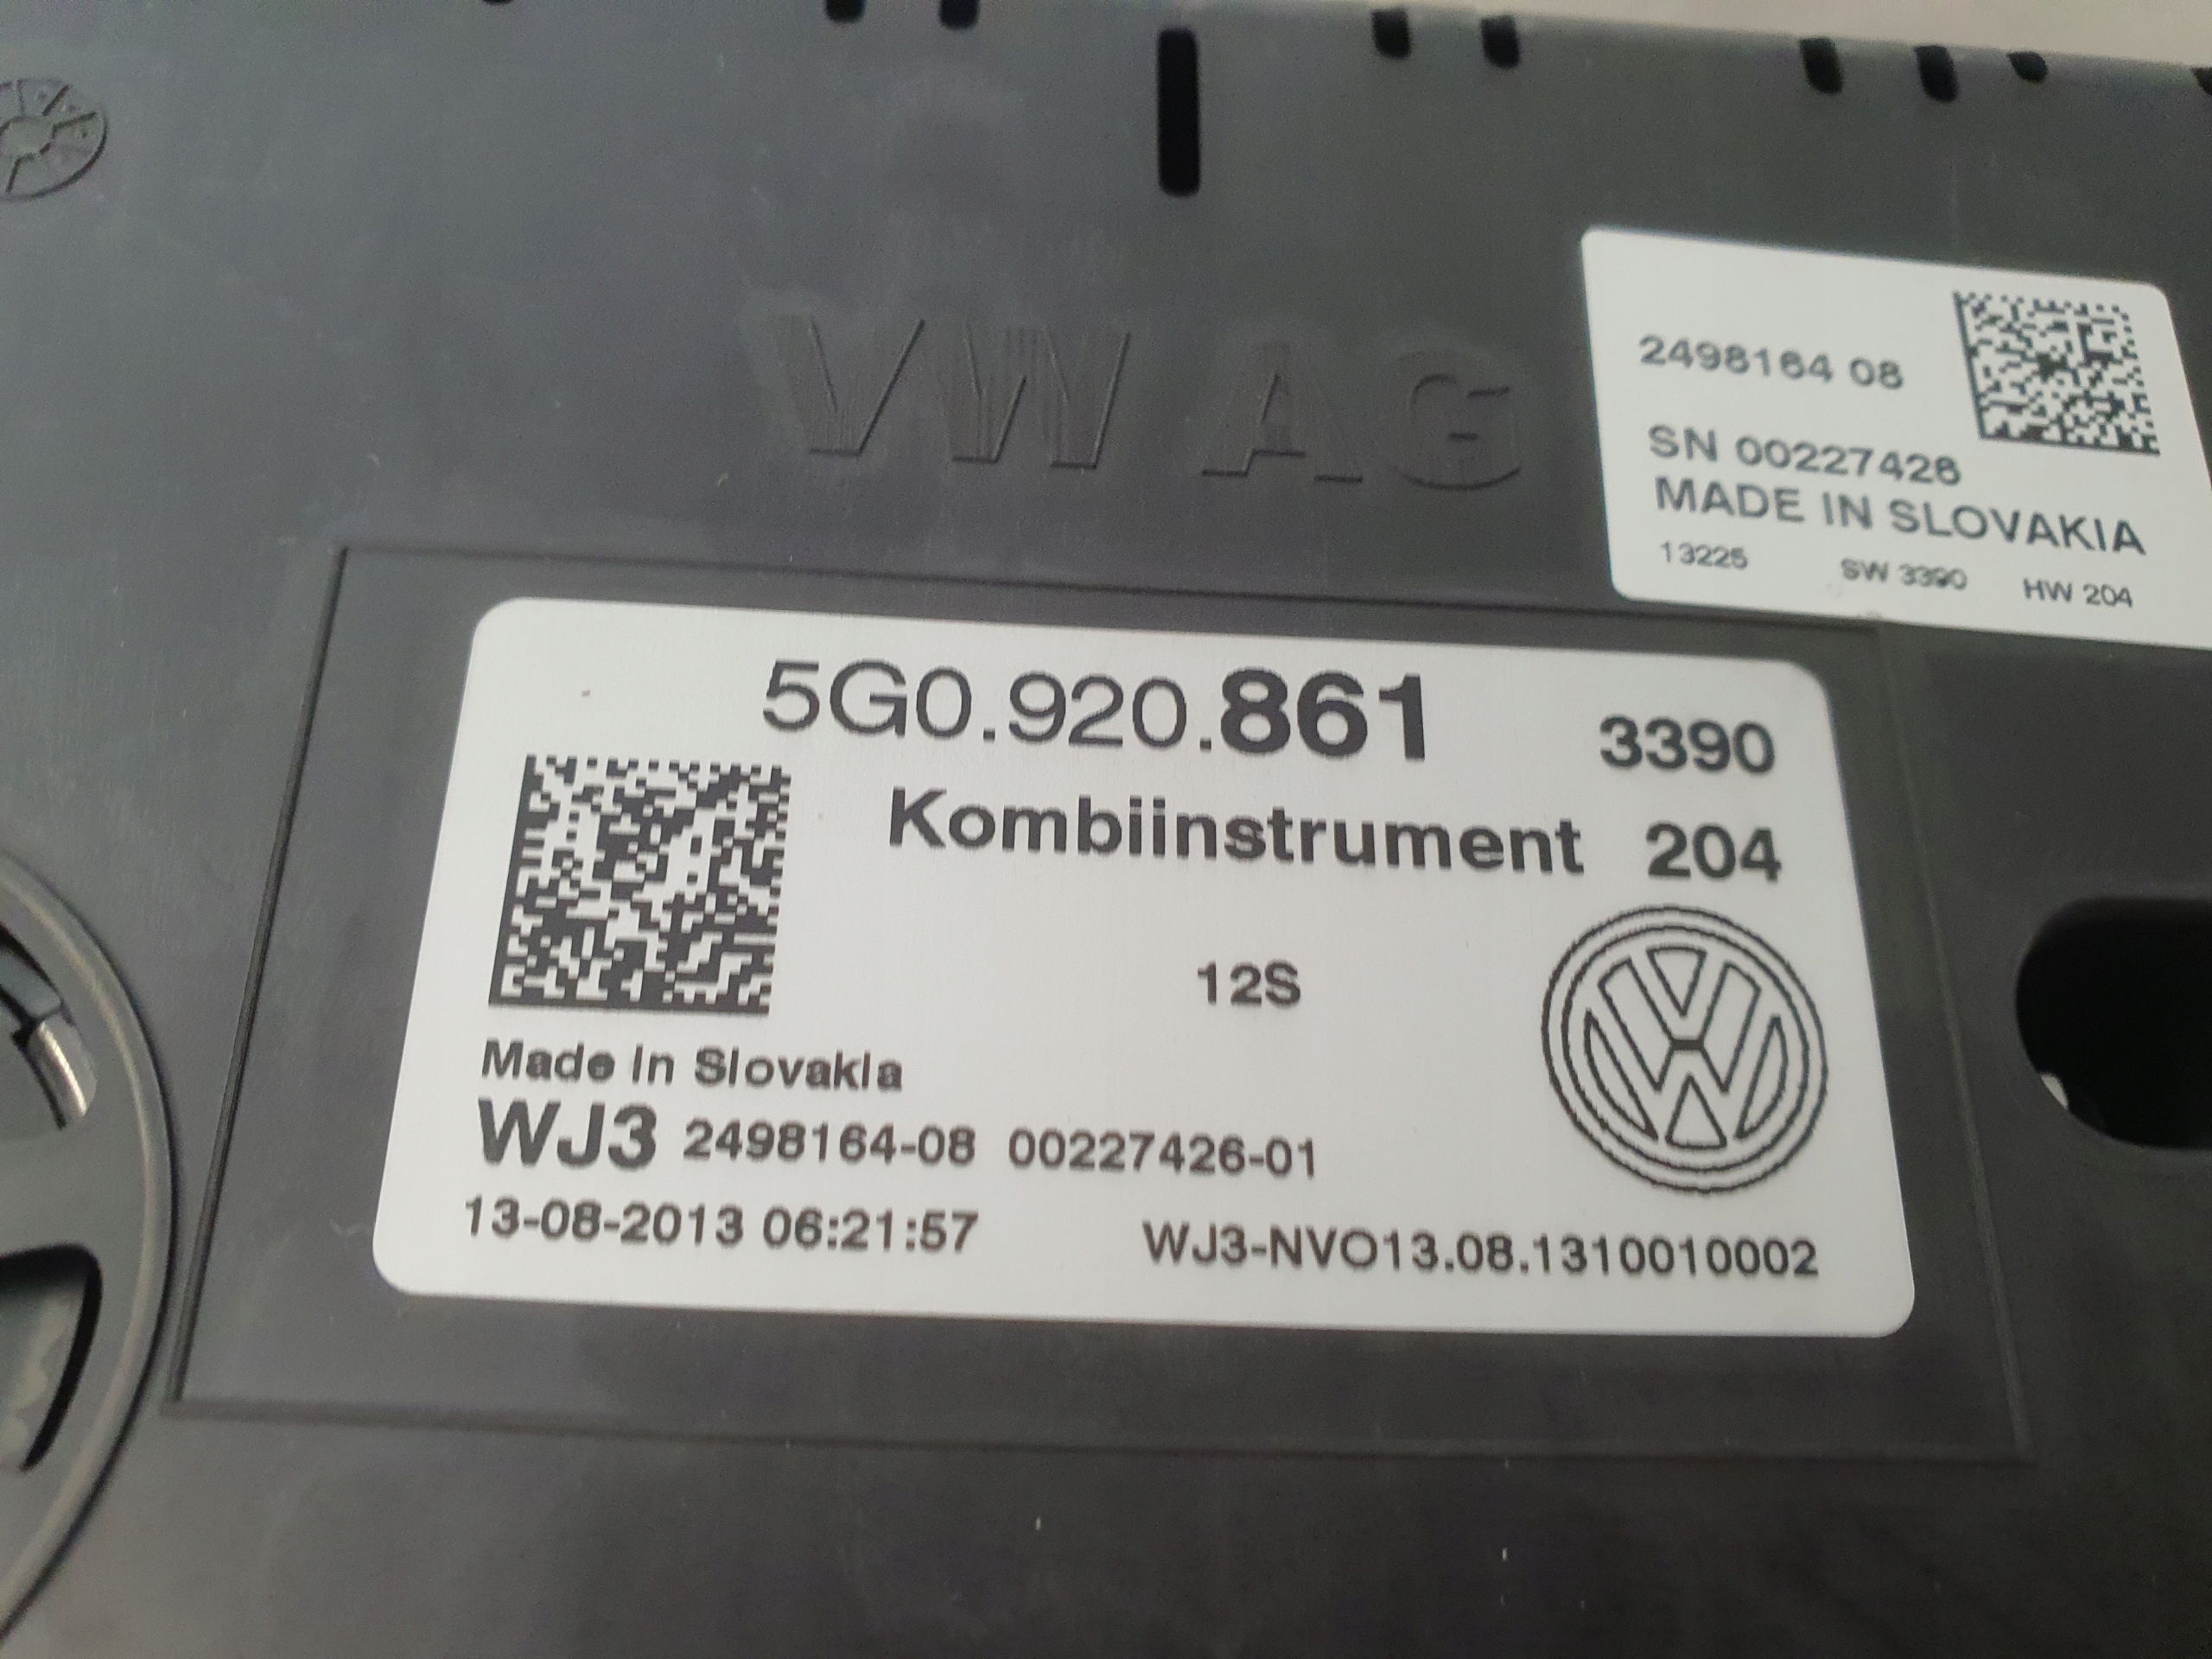 VW AG
2498164 08
SN 00227426
MADE IN SLOVAKIA
13225 SW 3390 HW 204
5G0.920.861 3390
Kombiinstrument 204
12S
Made in Slovakia
WJ3 2498164-08 00227426-01
13-08-2013 06:21:57 WJ3-NVO13.08.1310010002